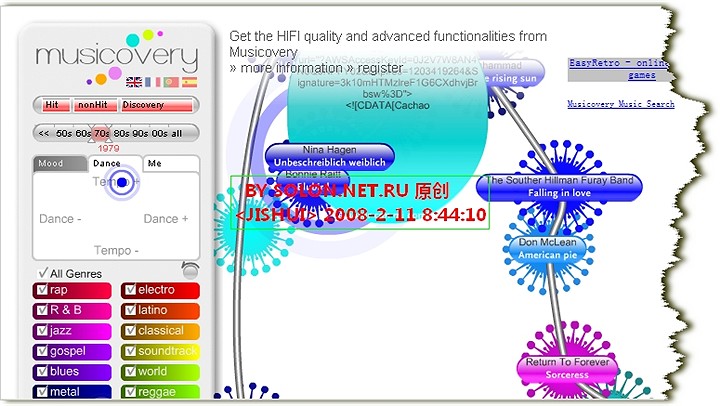 musicovery
Hit nonHit Discovery
<< 50s 60s 70s 80s 90s 00s all
1979
Mood Dance Me
Tempo +
Dance - Dance +
Tempo -
All Genres
rap electro
R & B latino
jazz classical
gospel soundtrack
blues world
metal reggae
Get the HIFI quality and advanced functionalities from
Musicovery
» more information » register
ignature=3k10mHTMzlreF1G6CXdhvjBr
bsw%3D">
<![CDATA[Cachao
rising sun
Nina Hagen
Unbeschreiblich weiblich
Bonnie Raitt
BY SOLON.NET.RU 原创
<JISHUI> 2008-2-11 8:44:10
The Souther Hillman Furay Band
Falling in love
Don McLean
American pie
Return To Forever
Sorceress
EasyRetro - onlin
games
Musicovery Music Search